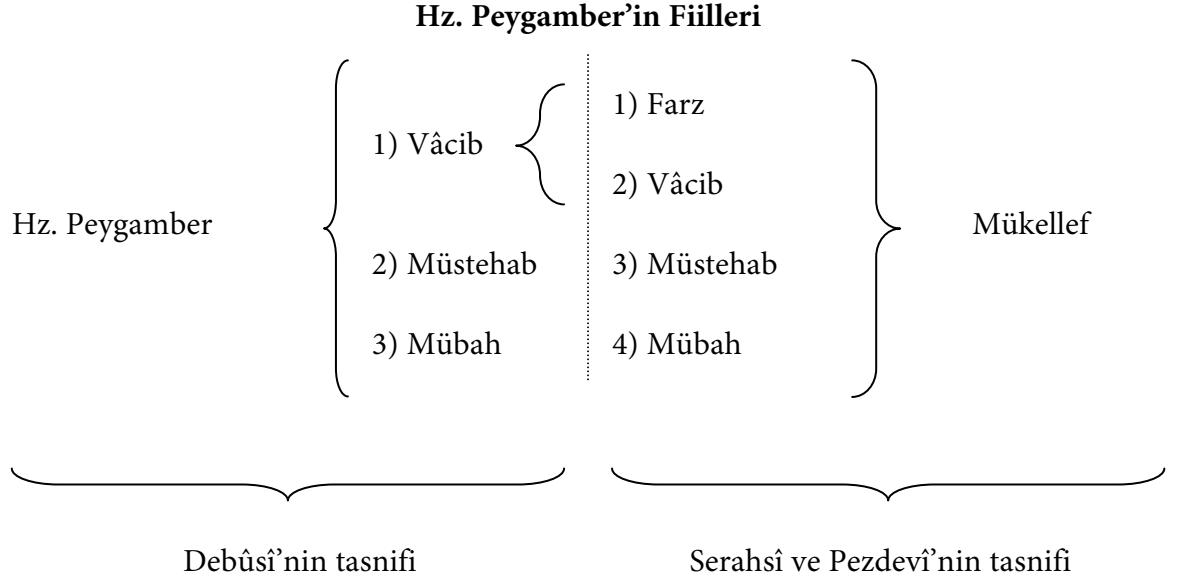 Hz. Peygamber’in Fiilleri
1) Farz
1) Vâcib
2) Vâcib
Hz. Peygamber
Mükellef
2) Müstehab
3) Müstehab
3) Mübah
4) Mübah
Debûsî’nin tasnifi
Serahsî ve Pezdevî’nin tasnifi